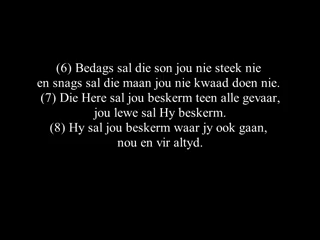 (6) Bedags sal die son jou nie steek nie
en snags sal die maan jou nie kwaad doen nie.
(7) Die Here sal jou beskerm teen alle gevaar,
jou lewe sal Hy beskerm.
(8) Hy sal jou beskerm waar jy ook gaan,
nou en vir altyd.